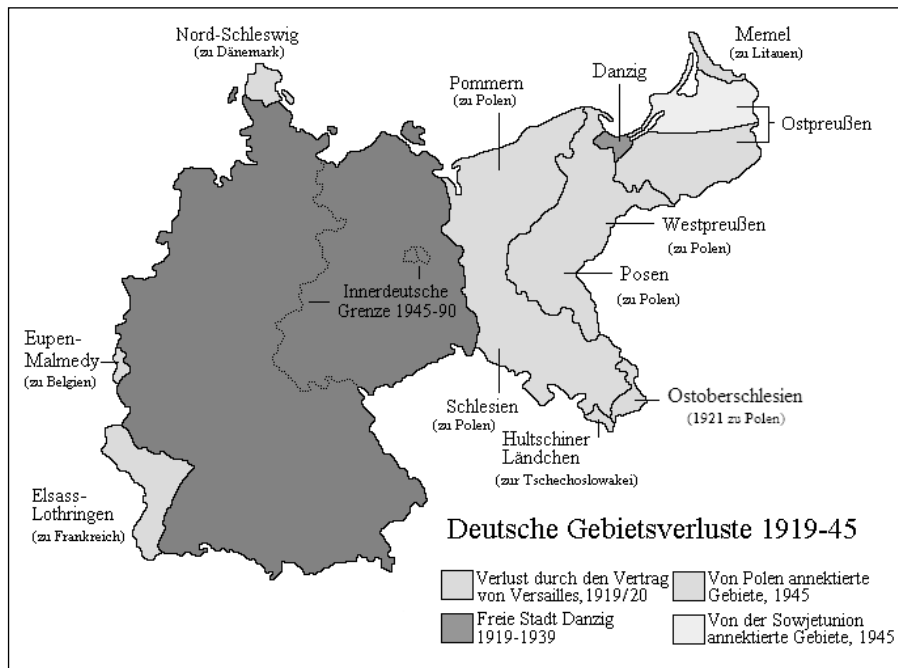 Nord-Schleswig
(zu Dänemark)
Memel
(zu Litauen)
Pommern
(zu Polen)
Danzig
Ostpreußen
Westpreußen
(zu Polen)
Posen
(zu Polen)
Innerdeutsche
Grenze 1945-90
Eupen-
Malmedy
(zu Belgien)
Schlesien
(zu Polen)
Ostoberschlesien
(1921 zu Polen)
Hultschiner
Ländchen
(zur Tschechoslowakei)
Elsass-
Lothringen
(zu Frankreich)
Deutsche Gebietsverluste 1919-45
Verlust durch den Vertrag
von Versailles, 1919/20
Freie Stadt Danzig
1919-1939
Von Polen annektierte
Gebiete, 1945
Von der Sowjetunion
annektierte Gebiete, 1945